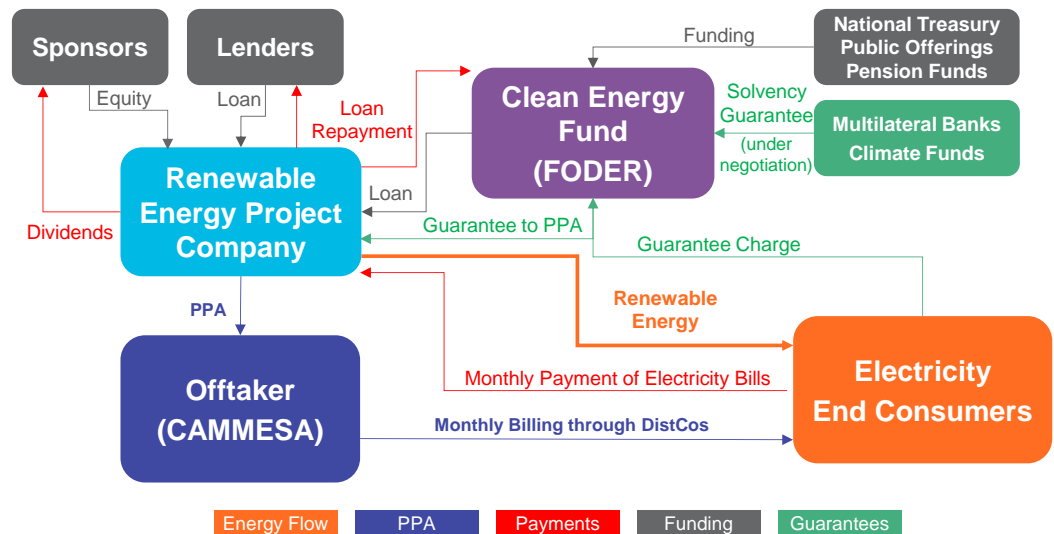 Sponsors
Lenders
Funding
National Treasury
Public Offerings
Pension Funds
Equity
Loan
Loan
Repayment
Clean Energy
Fund
(FODER)
Solvency
Guarantee
(under
negotiation)
Multilateral Banks
Climate Funds
Renewable
Energy Project
Company
Loan
Dividends
Guarantee to PPA
Guarantee Charge
PPA
Renewable
Energy
Offtaker
(CAMMESA)
Monthly Payment of Electricity Bills
Monthly Billing through DistCos
Electricity
End Consumers
Energy Flow
PPA
Payments
Funding
Guarantees